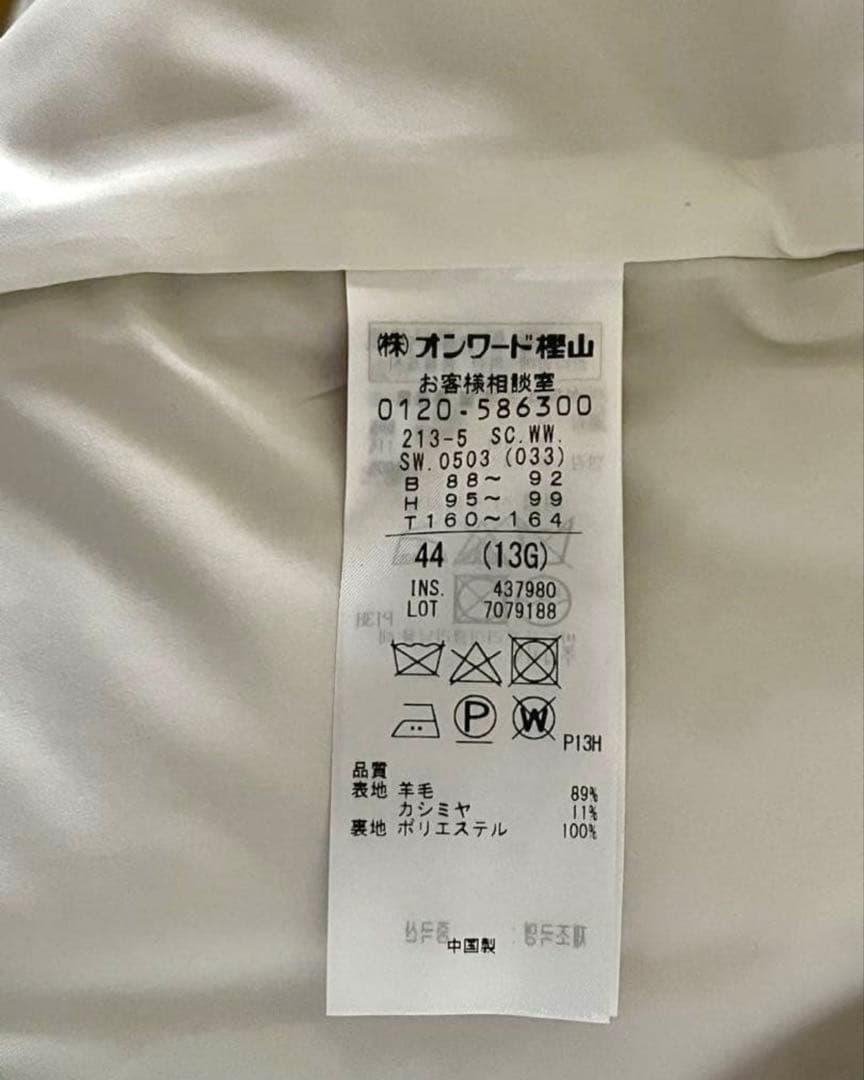 (株)オンワード樫山
お客様相談室
0120-586300
213-5 SC.WW.
SW.0503(033)
B 88～ 92
H 95～ 99
T160～164
44 (13G)
INS. 437980
LOT 7079188
P
W
P13H
品質
表地 羊毛 89%
カシミヤ 11%
裏地 ポリエステル 100%
中国製